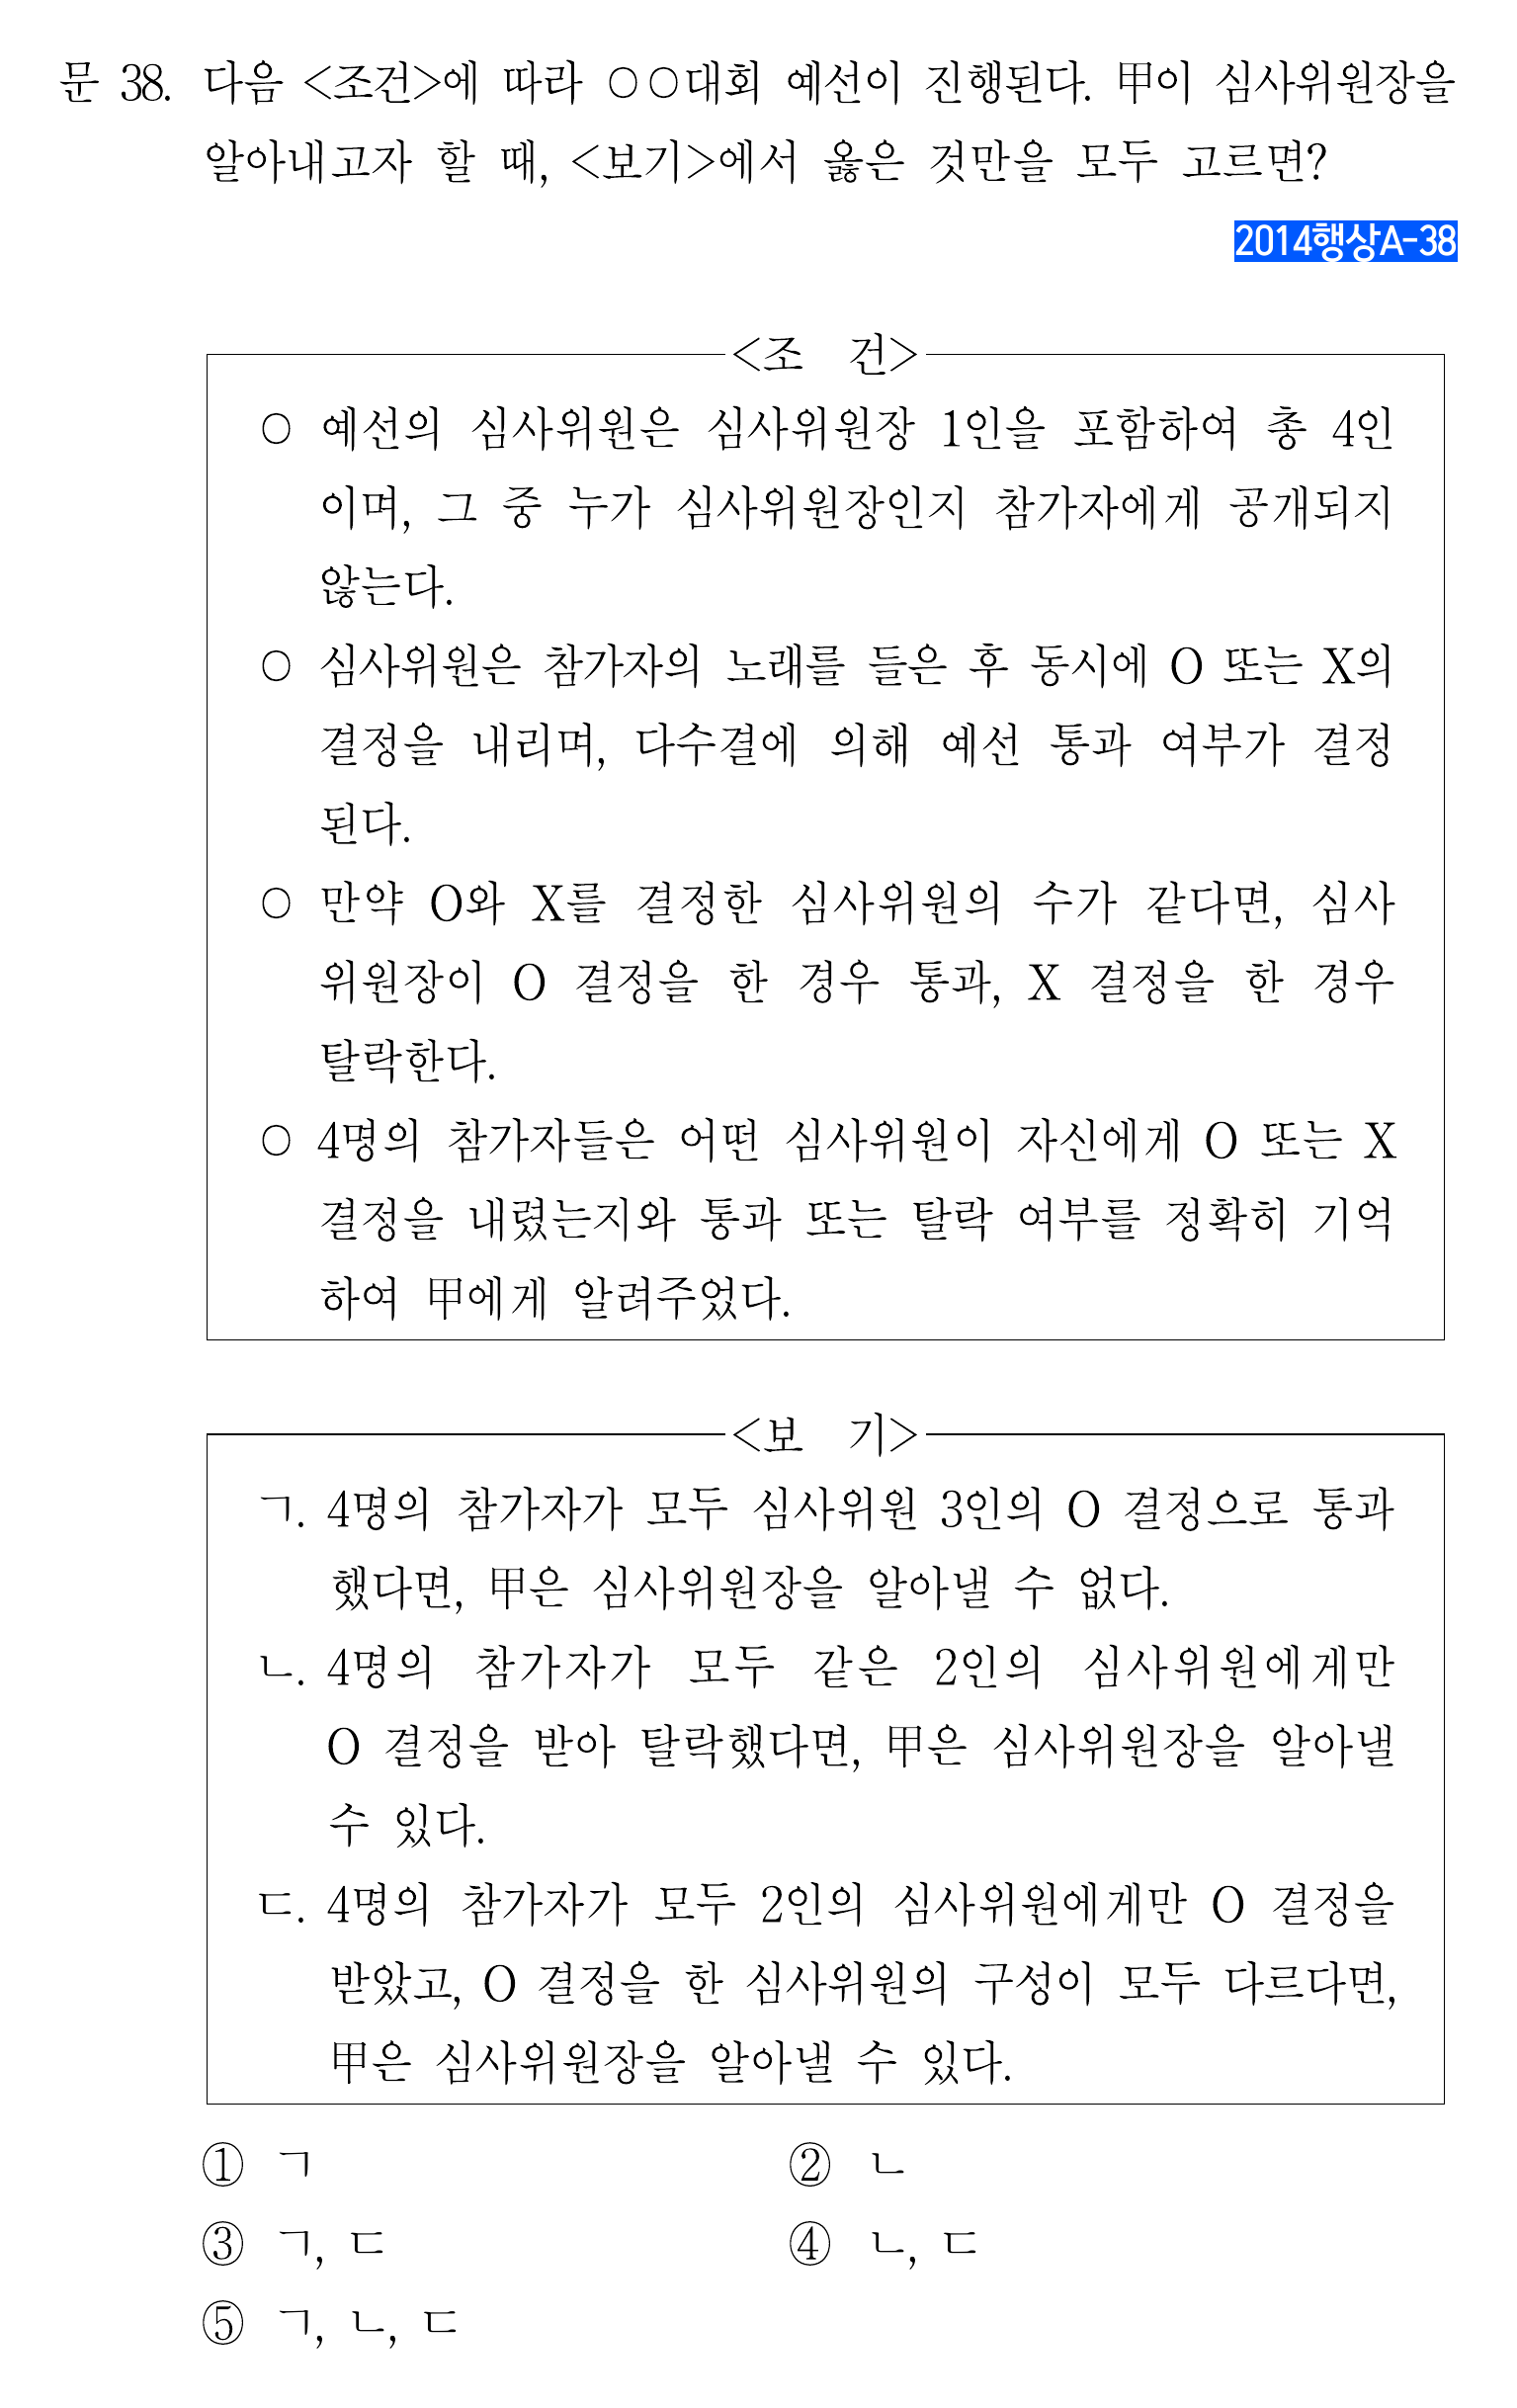 문 38. 다음 <조건>에 따라 ○○대회 예선이 진행된다. 甲이 심사위원장을
알아내고자 할 때, <보기>에서 옳은 것만을 모두 고르면?
2014행상A-38
<조 건>
○ 예선의 심사위원은 심사위원장 1인을 포함하여 총 4인
이며, 그 중 누가 심사위원장인지 참가자에게 공개되지
않는다.
○ 심사위원은 참가자의 노래를 들은 후 동시에 O 또는 X의
결정을 내리며, 다수결에 의해 예선 통과 여부가 결정
된다.
○ 만약 O와 X를 결정한 심사위원의 수가 같다면, 심사
위원장이 O 결정을 한 경우 통과, X 결정을 한 경우
탈락한다.
○ 4명의 참가자들은 어떤 심사위원이 자신에게 O 또는 X
결정을 내렸는지와 통과 또는 탈락 여부를 정확히 기억
하여 甲에게 알려주었다.
<보 기>
ㄱ. 4명의 참가자가 모두 심사위원 3인의 O 결정으로 통과
했다면, 甲은 심사위원장을 알아낼 수 없다.
ㄴ. 4명의 참가자가 모두 같은 2인의 심사위원에게만
O 결정을 받아 탈락했다면, 甲은 심사위원장을 알아낼
수 있다.
ㄷ. 4명의 참가자가 모두 2인의 심사위원에게만 O 결정을
받았고, O 결정을 한 심사위원의 구성이 모두 다르다면,
甲은 심사위원장을 알아낼 수 있다.
① ㄱ ② ㄴ
③ ㄱ, ㄷ ④ ㄴ, ㄷ
⑤ ㄱ, ㄴ, ㄷ